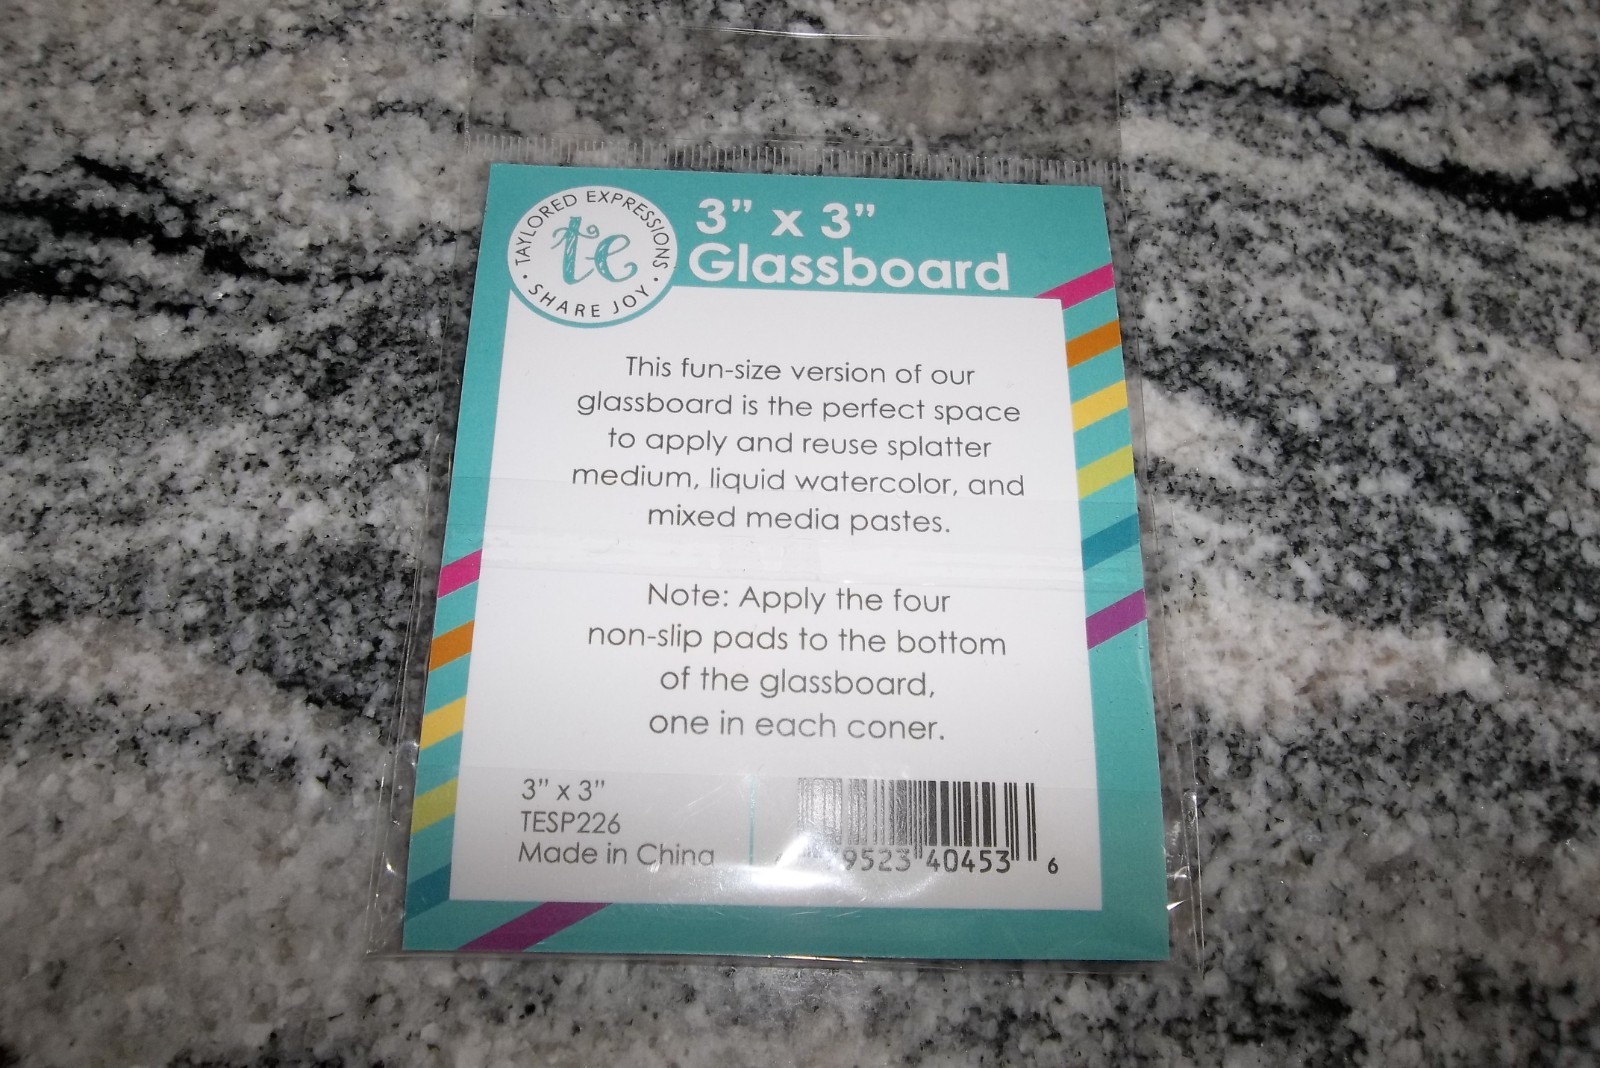 TAYLORED EXPRESSIONS
te
· SHARE JOY ·
3” x 3”
Glassboard
This fun-size version of our
glassboard is the perfect space
to apply and reuse splatter
medium, liquid watercolor, and
mixed media pastes.
Note: Apply the four
non-slip pads to the bottom
of the glassboard,
one in each coner.
3” x 3”
TESP226
Made in China
9523 40453 6